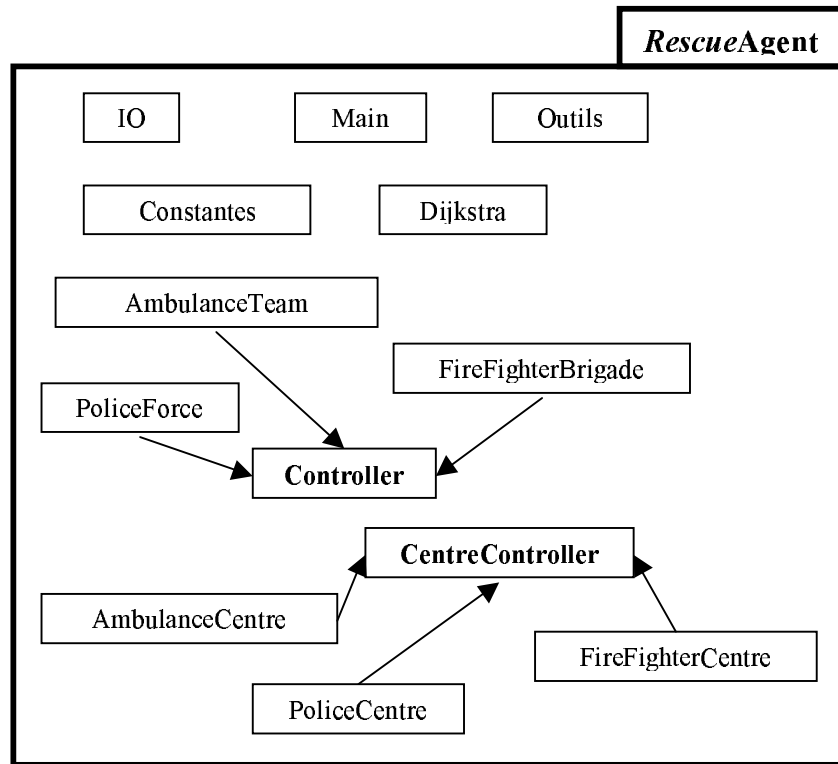 RescueAgent
IO
Main
Outils
Constantes
Dijkstra
AmbulanceTeam
FireFighterBrigade
PoliceForce
Controller
CentreController
AmbulanceCentre
FireFighterCentre
PoliceCentre